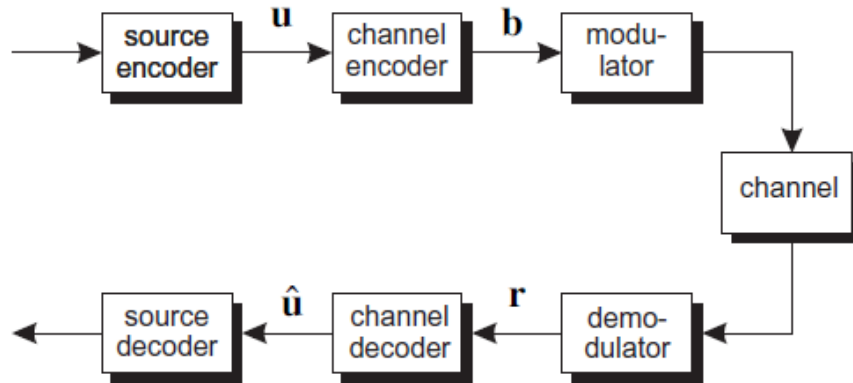 u
b
source
encoder
channel
encoder
modu-
lator
channel
û
r
source
decoder
channel
decoder
demo-
dulator